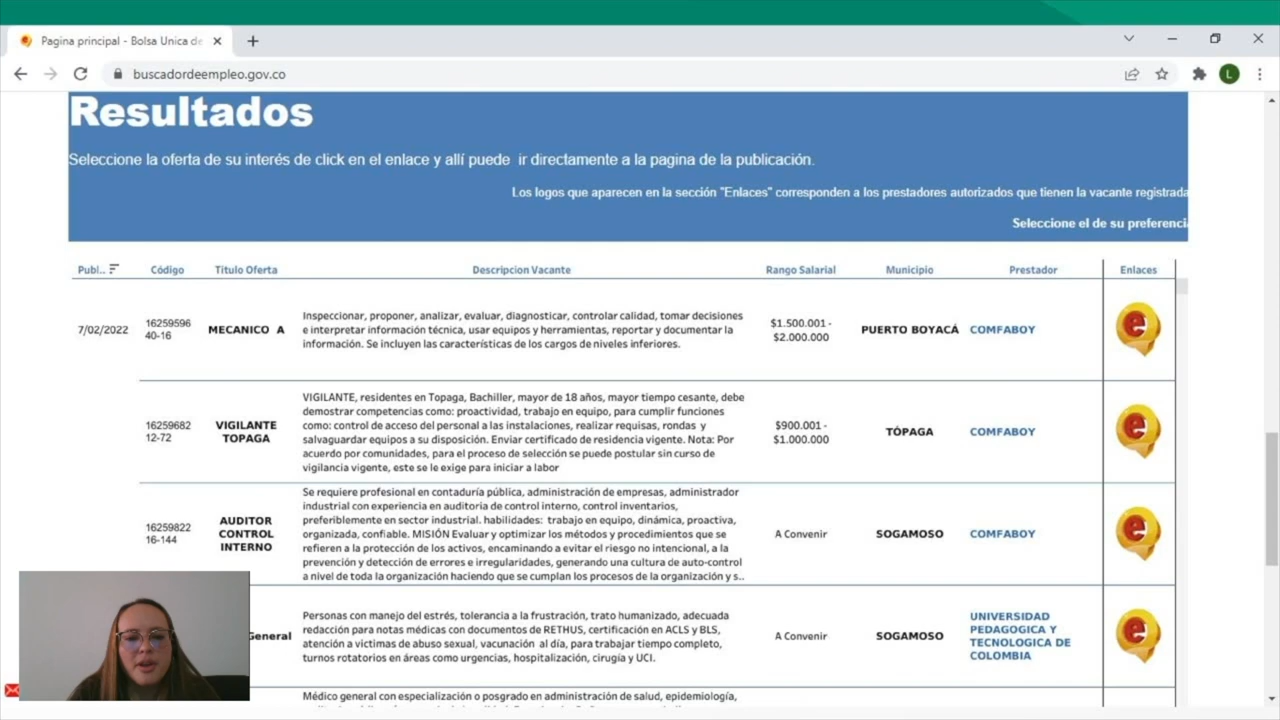 Pagina principal - Bolsa Unica de
buscadordeempleo.gov.co
L
Resultados
Seleccione la oferta de su interés de click en el enlace y allí puede ir directamente a la pagina de la publicación.
Los logos que aparecen en la sección "Enlaces" corresponden a los prestadores autorizados que tienen la vacante registrada
Seleccione el de su preferenci
Publ.. Código Titulo Oferta Descripcion Vacante Rango Salarial Municipio Prestador Enlaces
7/02/2022
16259596
40-16
MECANICO A
Inspeccionar, proponer, analizar, evaluar, diagnosticar, controlar calidad, tomar decisiones
e interpretar información técnica, usar equipos y herramientas, reportar y documentar la
información. Se incluyen las características de los cargos de niveles inferiores.
$1.500.001 -
$2.000.000
PUERTO BOYACÁ
COMFABOY
e
16259682
12-72
VIGILANTE
TOPAGA
VIGILANTE, residentes en Topaga, Bachiller, mayor de 18 años, mayor tiempo cesante, debe
demostrar competencias como: proactividad, trabajo en equipo, para cumplir funciones
como: control de acceso del personal a las instalaciones, realizar requisas, rondas y
salvaguardar equipos a su disposición. Enviar certificado de residencia vigente. Nota: Por
acuerdo por comunidades, para el proceso de selección se puede postular sin curso de
vigilancia vigente, este se le exige para iniciar a labor
$900.001 -
$1.000.000
TÓPAGA
COMFABOY
e
16259822
16-144
AUDITOR
CONTROL
INTERNO
Se requiere profesional en contaduría pública, administración de empresas, administrador
industrial con experiencia en auditoria de control interno, control inventarios,
preferiblemente en sector industrial. habilidades: trabajo en equipo, dinámica, proactiva,
organizada, confiable. MISIÓN Evaluar y optimizar los métodos y procedimientos que se
refieren a la protección de los activos, encaminando a evitar el riesgo no intencional, a la
prevención y detección de errores e irregularidades, generando una cultura de auto-control
a nivel de toda la organización haciendo que se cumplan los procesos de la organización y s..
A Convenir
SOGAMOSO
COMFABOY
e
General
Personas con manejo del estrés, tolerancia a la frustración, trato humanizado, adecuada
redacción para notas médicas con documentos de RETHUS, certificación en ACLS y BLS,
atención a victimas de abuso sexual, vacunación al día, para trabajar tiempo completo,
turnos rotatorios en áreas como urgencias, hospitalización, cirugía y UCI.
A Convenir
SOGAMOSO
UNIVERSIDAD
PEDAGOGICA Y
TECNOLOGICA DE
COLOMBIA
e
Médico general con especialización o posgrado en administración de salud, epidemiología,